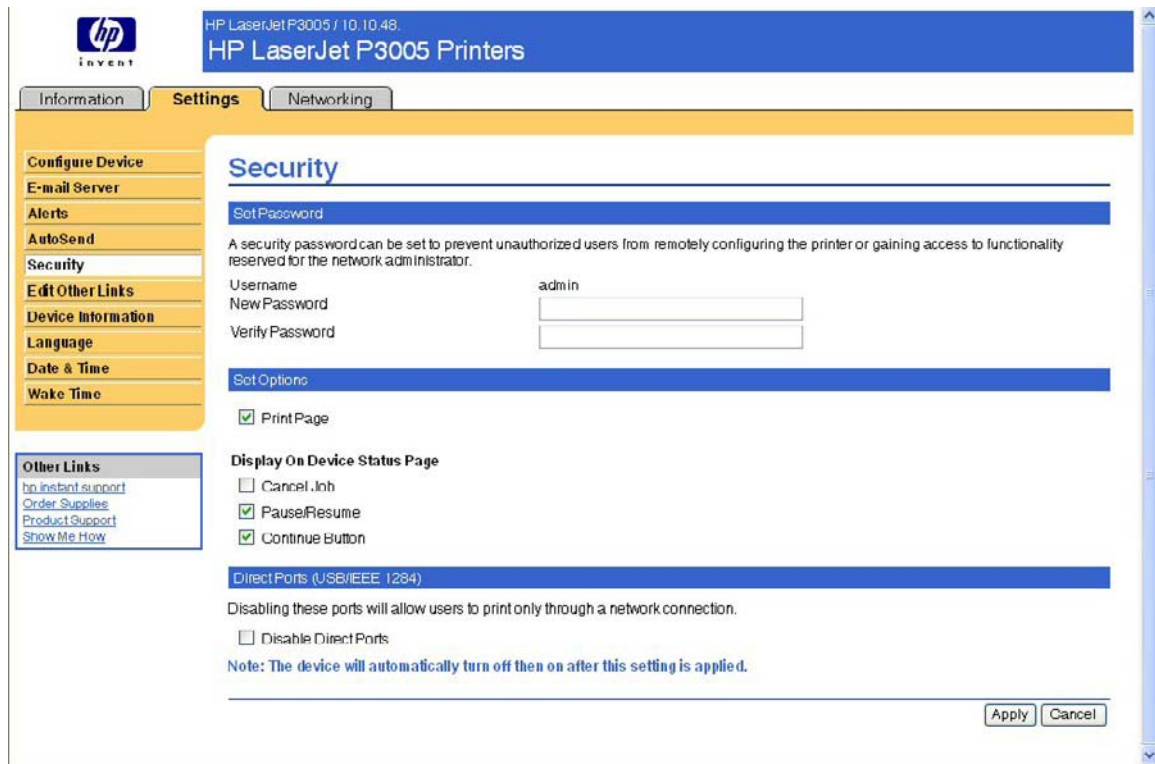 hp
invent
HP LaserJet P3005 / 10.10.48.
HP LaserJet P3005 Printers
Information
Settings
Networking
Configure Device
E-mail Server
Alerts
AutoSend
Security
Edit Other Links
Device Information
Language
Date & Time
Wake Time
Other Links
hp instant support
Order Supplies
Product Support
Show Me How
Security
Set Password
A security password can be set to prevent unauthorized users from remotely configuring the printer or gaining access to functionality
reserved for the network administrator.
Username admin
New Password
Verify Password
Set Options
Print Page
Display On Device Status Page
Cancel Job
Pause/Resume
Continue Button
Direct Ports (USB/IEEE 1284)
Disabling these ports will allow users to print only through a network connection.
Disable Direct Ports
Note: The device will automatically turn off then on after this setting is applied.
Apply Cancel